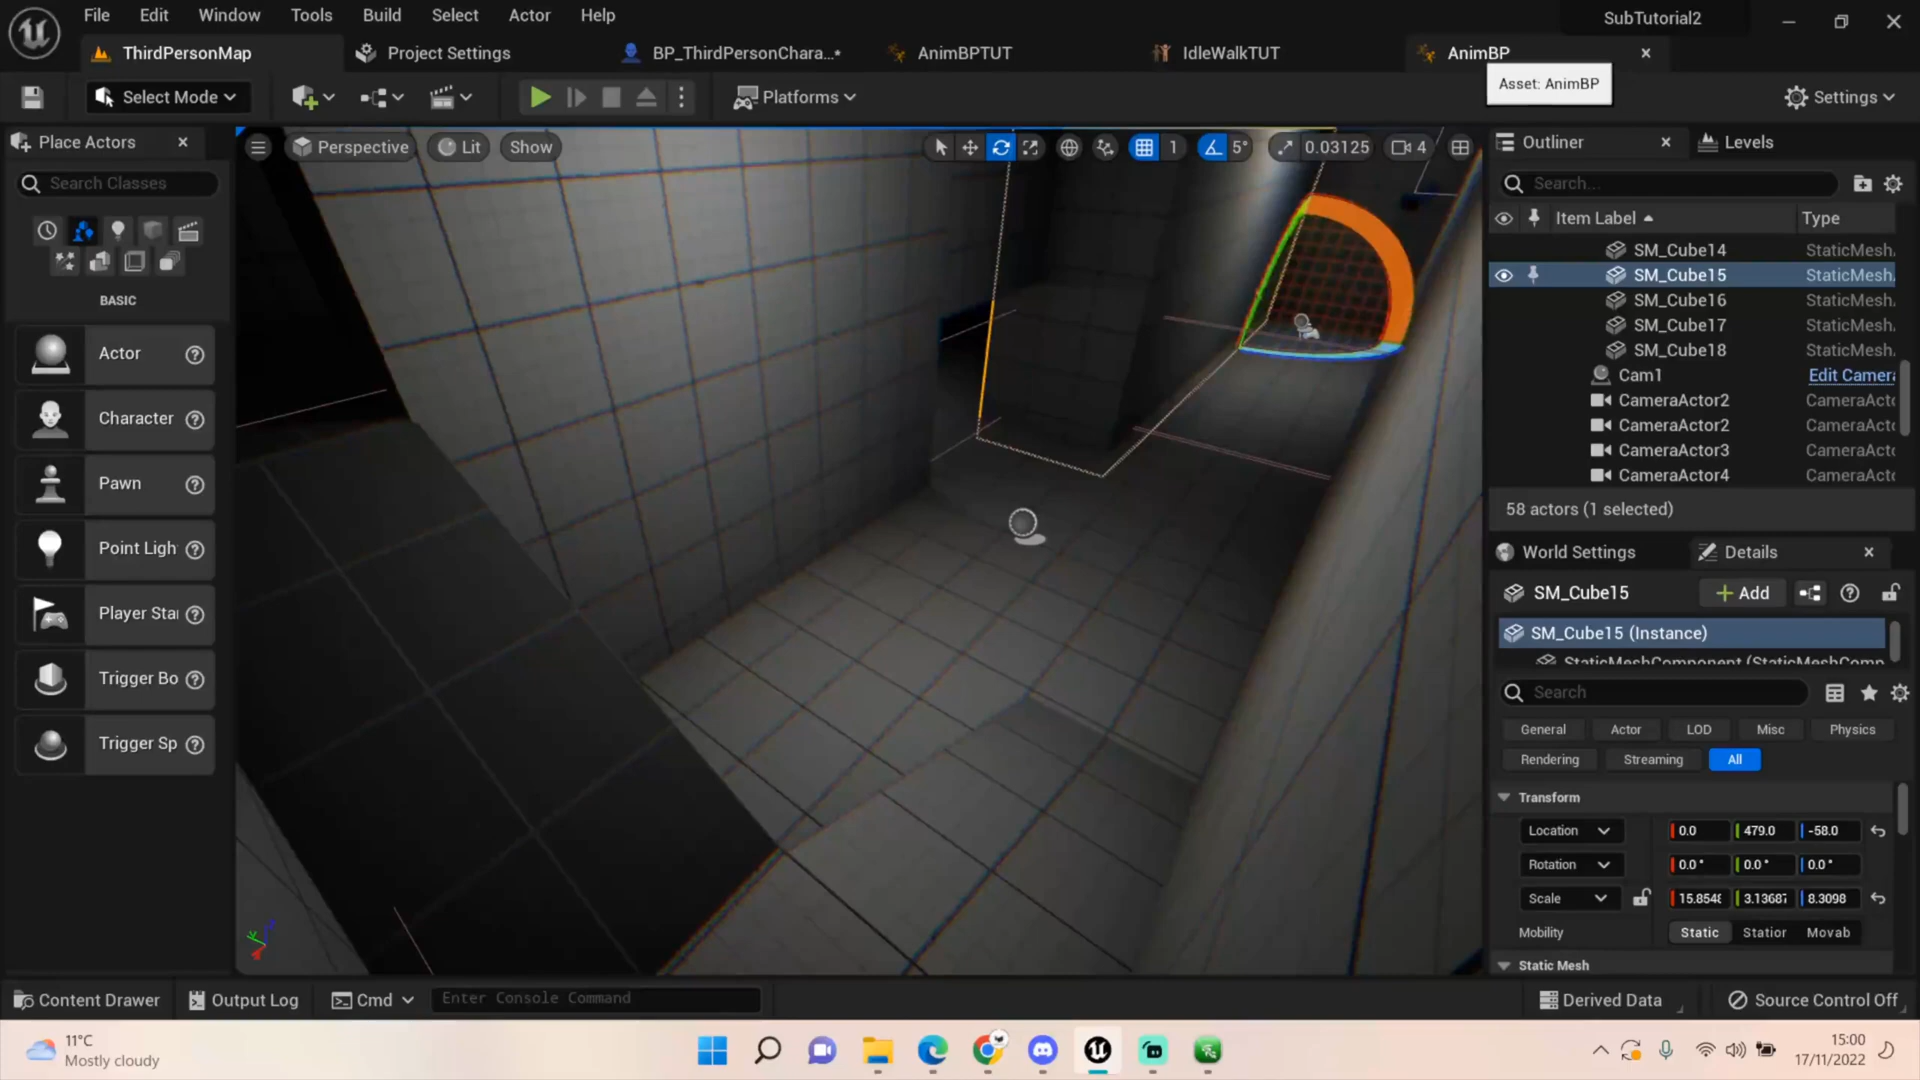 File Edit Window Tools Build Select Actor Help
SubTutorial2
ThirdPersonMap
Project Settings
BP_ThirdPersonChara...*
AnimBPTUT
IdleWalkTUT
AnimBP
Asset: AnimBP
Select Mode
Platforms
Settings
Place Actors
Search Classes
BASIC
Actor
Character
Pawn
Point Ligh
Player Sta
Trigger Bo
Trigger Sp
Perspective
Lit
Show
1
5°
0.03125
4
Outliner
Levels
Search...
Item Label
Type
SM_Cube14 StaticMesh
SM_Cube15 StaticMesh
SM_Cube16 StaticMesh
SM_Cube17 StaticMesh
SM_Cube18 StaticMesh
Cam1 Edit Camera
CameraActor2 CameraActo
CameraActor2 CameraActo
CameraActor3 CameraActo
CameraActor4 CameraActo
58 actors (1 selected)
World Settings
Details
SM_Cube15
Add
SM_Cube15 (Instance)
StaticMeshComponent (StaticMeshComp
Search
General Actor LOD Misc Physics
Rendering Streaming All
Transform
Location 0.0 479.0 -58.0
Rotation 0.0 ° 0.0 ° 0.0 °
Scale 15.8548 3.13687 8.3098
Mobility Static Station Movab
Static Mesh
Content Drawer
Output Log
Cmd
Enter Console Command
Derived Data
Source Control Off
11°C
Mostly cloudy
15:00
17/11/2022